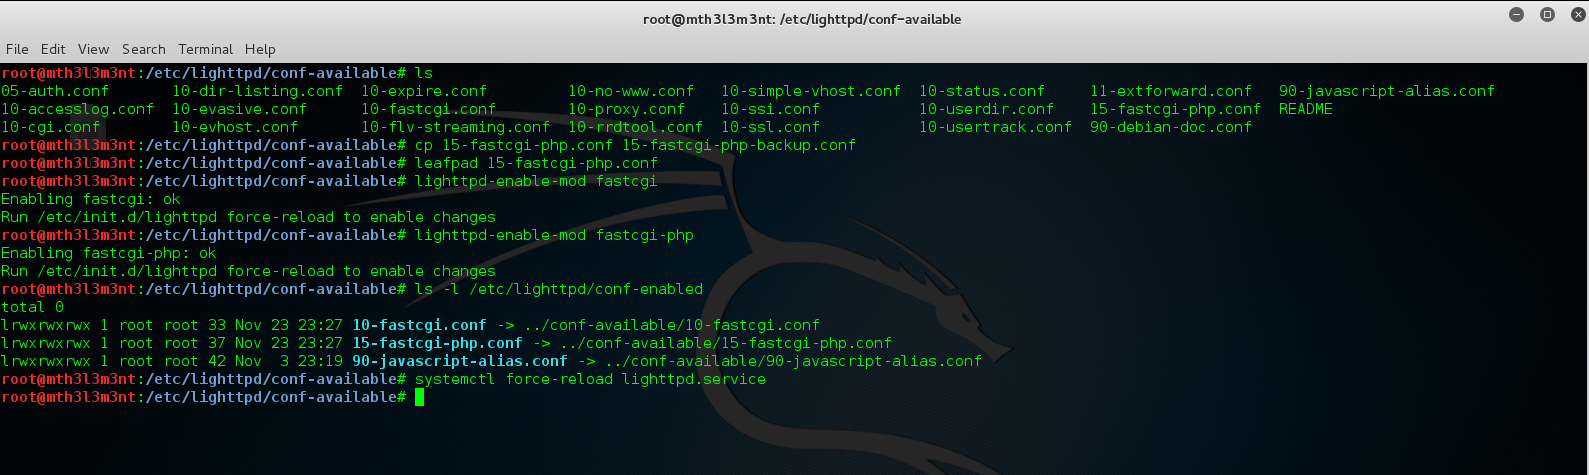 root@mth3l3m3nt: /etc/lighttpd/conf-available
File Edit View Search Terminal Help
root@mth3l3m3nt:/etc/lighttpd/conf-available# ls
05-auth.conf 10-dir-listing.conf 10-expire.conf 10-no-www.conf 10-simple-vhost.conf 10-status.conf 11-extforward.conf 90-javascript-alias.conf
10-accesslog.conf 10-evasive.conf 10-fastcgi.conf 10-proxy.conf 10-ssi.conf 10-userdir.conf 15-fastcgi-php.conf README
10-cgi.conf 10-evhost.conf 10-flv-streaming.conf 10-rrdtool.conf 10-ssl.conf 10-usertrack.conf 90-debian-doc.conf
root@mth3l3m3nt:/etc/lighttpd/conf-available# cp 15-fastcgi-php.conf 15-fastcgi-php-backup.conf
root@mth3l3m3nt:/etc/lighttpd/conf-available# leafpad 15-fastcgi-php.conf
root@mth3l3m3nt:/etc/lighttpd/conf-available# lighttpd-enable-mod fastcgi
Enabling fastcgi: ok
Run /etc/init.d/lighttpd force-reload to enable changes
root@mth3l3m3nt:/etc/lighttpd/conf-available# lighttpd-enable-mod fastcgi-php
Enabling fastcgi-php: ok
Run /etc/init.d/lighttpd force-reload to enable changes
root@mth3l3m3nt:/etc/lighttpd/conf-available# ls -l /etc/lighttpd/conf-enabled
total 0
lrwxrwxrwx 1 root root 33 Nov 23 23:27 10-fastcgi.conf -> ../conf-available/10-fastcgi.conf
lrwxrwxrwx 1 root root 37 Nov 23 23:27 15-fastcgi-php.conf -> ../conf-available/15-fastcgi-php.conf
lrwxrwxrwx 1 root root 42 Nov  3 23:19 90-javascript-alias.conf -> ../conf-available/90-javascript-alias.conf
root@mth3l3m3nt:/etc/lighttpd/conf-available# systemctl force-reload lighttpd.service
root@mth3l3m3nt:/etc/lighttpd/conf-available#